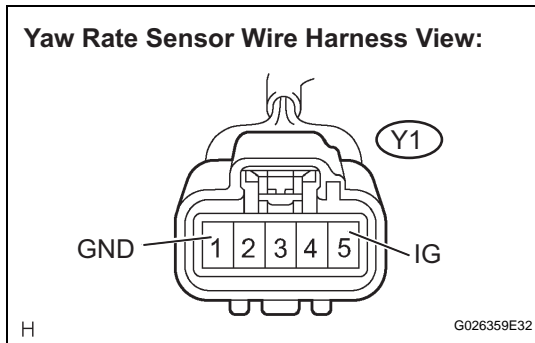 Yaw Rate Sensor Wire Harness View:
Y1
GND 1 2 3 4 5 IG
H G026359E32